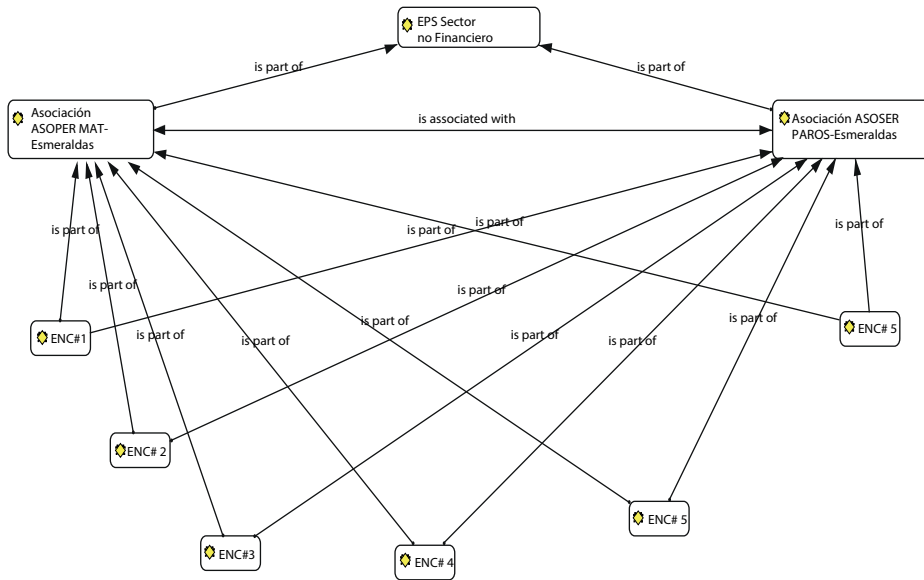 EPS Sector
no Financiero
is part of
is part of
Asociación
ASOPER MAT-
Esmeraldas
is associated with
Asociación ASOSER
PAROS-Esmeraldas
is part of
is part of
is part of
is part of
is part of
is part of
is part of
is part of
ENC#1
is part of
is part of
is part of
is part of
ENC# 5
ENC# 2
ENC#3
ENC# 4
ENC# 5